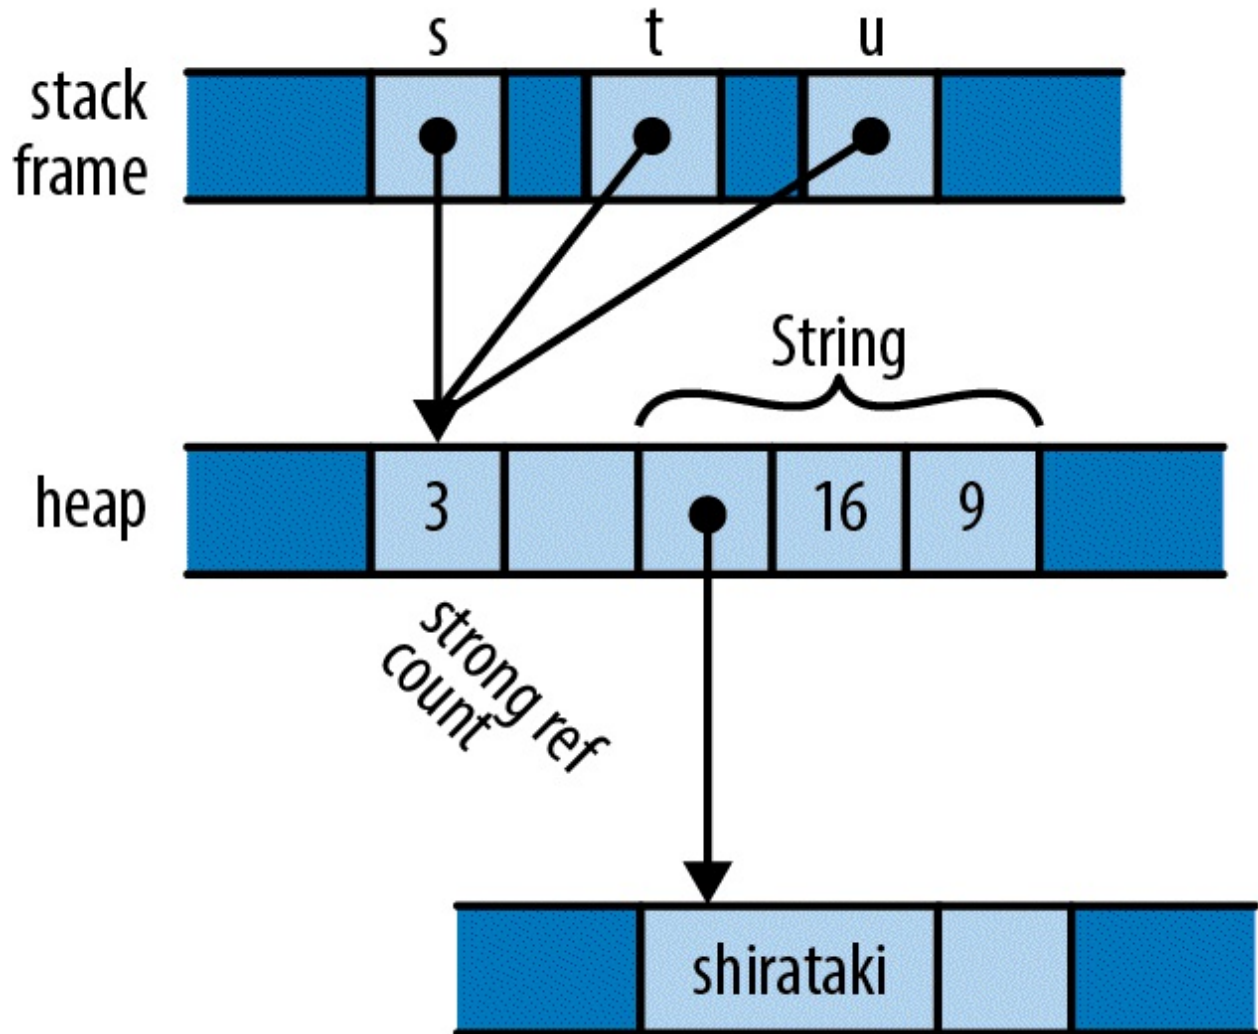 s t u
stack
frame
String
heap 3 16 9
strong ref
count
shirataki